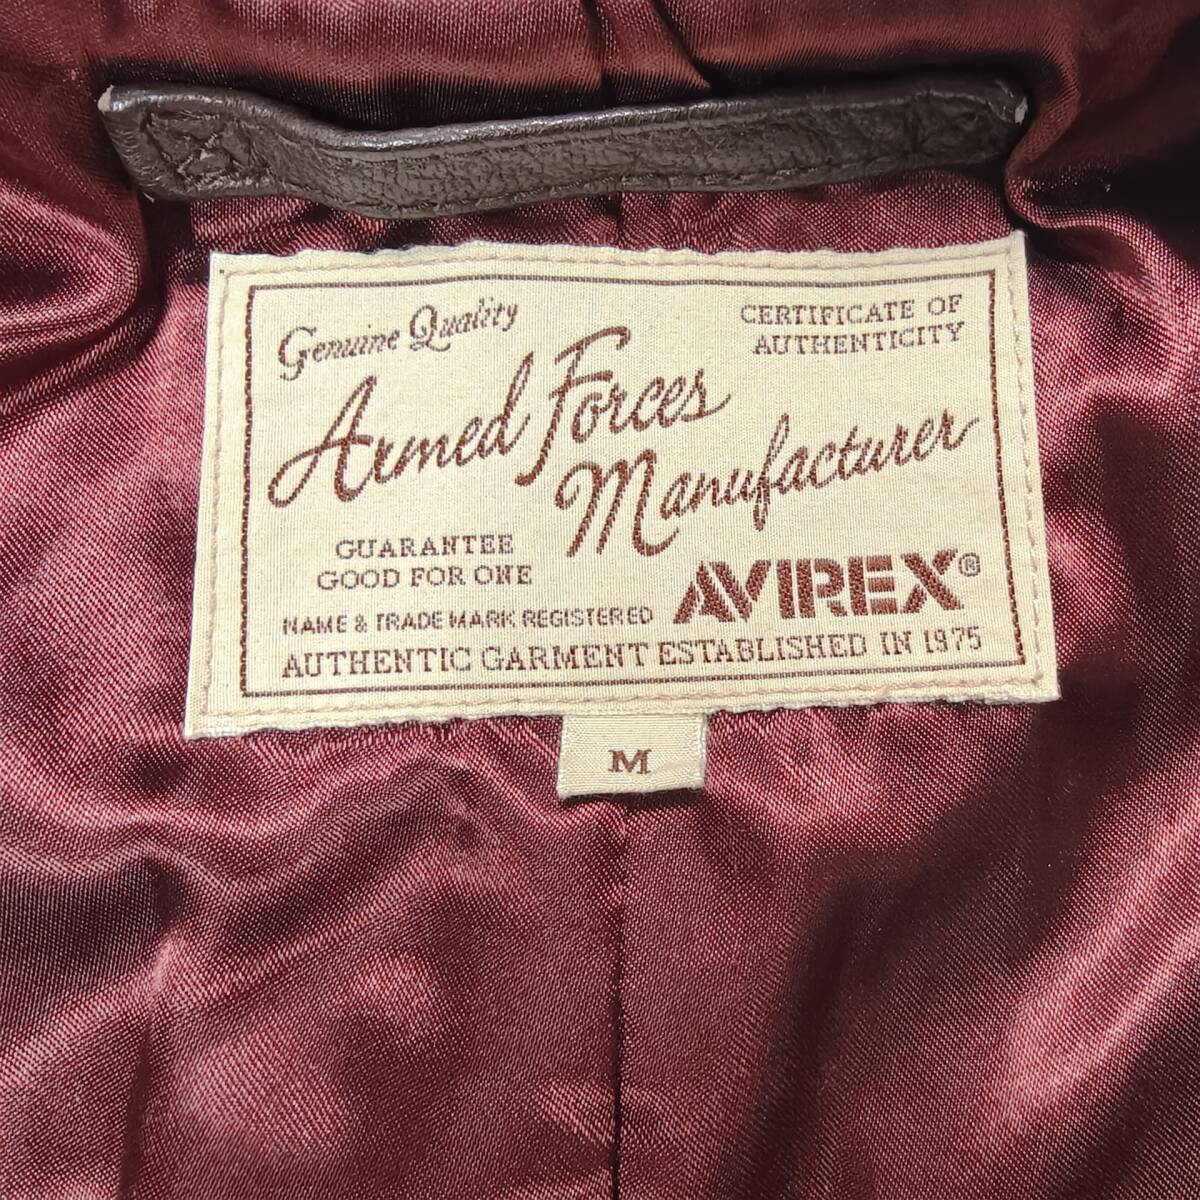 Genuine Quality
CERTIFICATE OF
AUTHENTICITY
Armed Forces
Manufacturer
GUARANTEE
GOOD FOR ONE
NAME & TRADE MARK REGISTERED
AVIREX®
AUTHENTIC GARMENT ESTABLISHED IN 1975
M